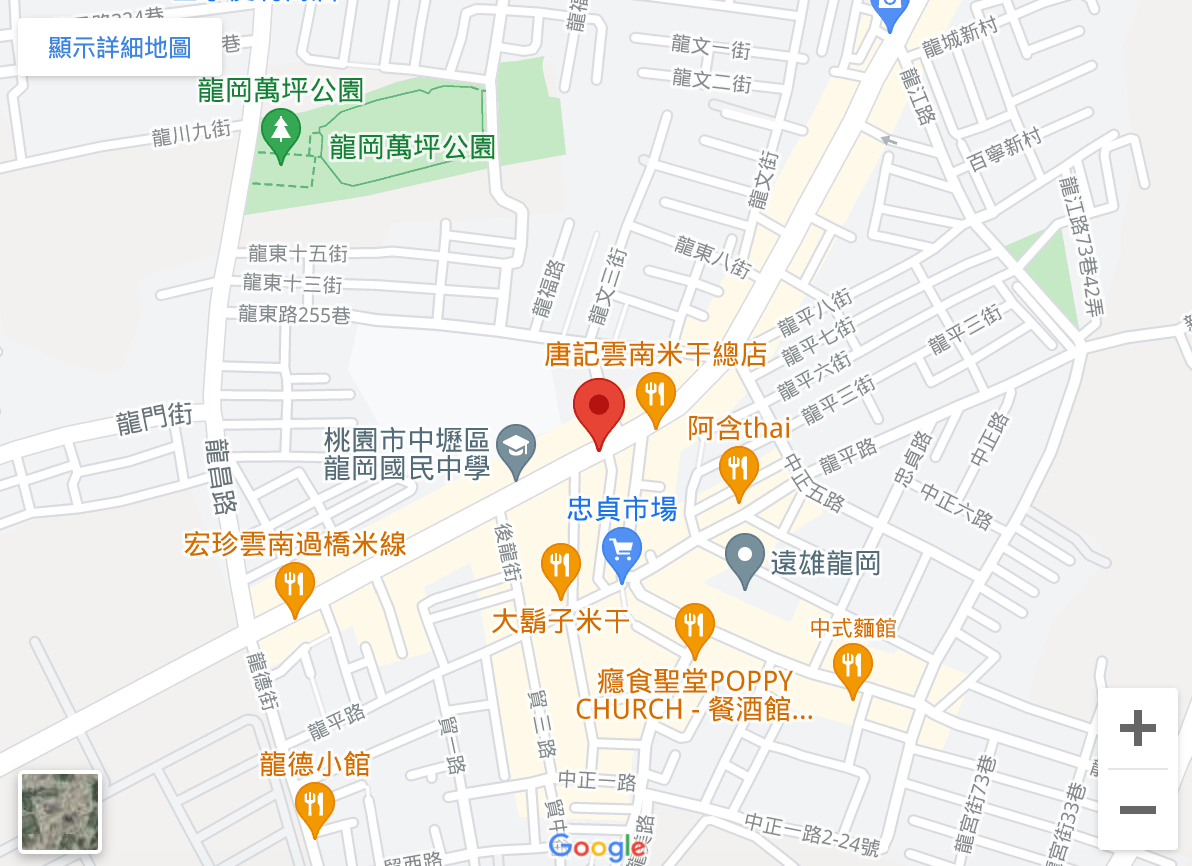 顯示詳細地圖
龍岡萬坪公園
龍川九街
龍岡萬坪公園
龍文一街
龍文二街
龍城新村
龍江路
百寧新村
龍文街
龍江路73巷42弄
龍東十五街
龍東十三街
龍東路255巷
龍福路
龍文三街
龍東八街
龍平八街
龍平七街
龍平六街
龍平三街
龍平三街
唐記雲南米干總店
龍門街
龍昌路
桃園市中壢區
龍岡國民中學
阿含thai
龍平路
忠貞路
中正路
中正五路
中正六路
忠貞市場
宏珍雲南過橋米線
後龍街
遠雄龍岡
大鬍子米干
中式麵館
癮食聖堂POPPY
CHURCH - 餐酒館...
龍德街
龍平路
貿一路
貿三路
龍德小館
中正一路
中正一路2-24號
龍宮街73巷
宮街33巷
貿西路
Google